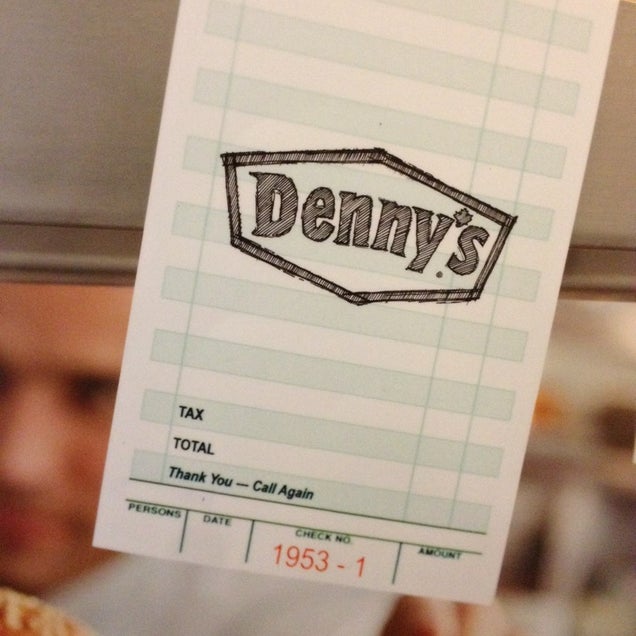 Denny's
TAX
TOTAL
Thank You — Call Again
PERSONS DATE CHECK NO. AMOUNT
1953 - 1